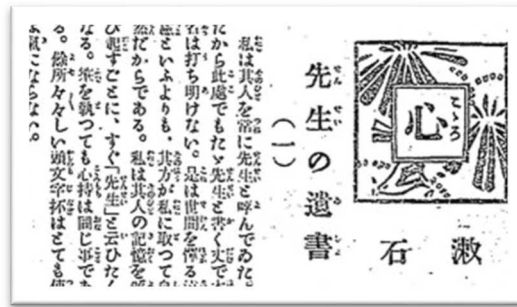 心
こゝろ
漱石
先生の遺書
(一)
私は其人を常に先生と呼んでゐた。
だから此處でもたゞ先生と書く丈で本
名は打ち明けない。是は世間を憚る遠
慮といふよりも、其方が私に取つて自
然だからである。私は其人の記憶を呼
び起すごとに、すぐ「先生」と云ひたく
なる。筆を執つても心持は同じ事であ
る。餘所々々しい頭文字抔はとても使
ふ氣にならない。